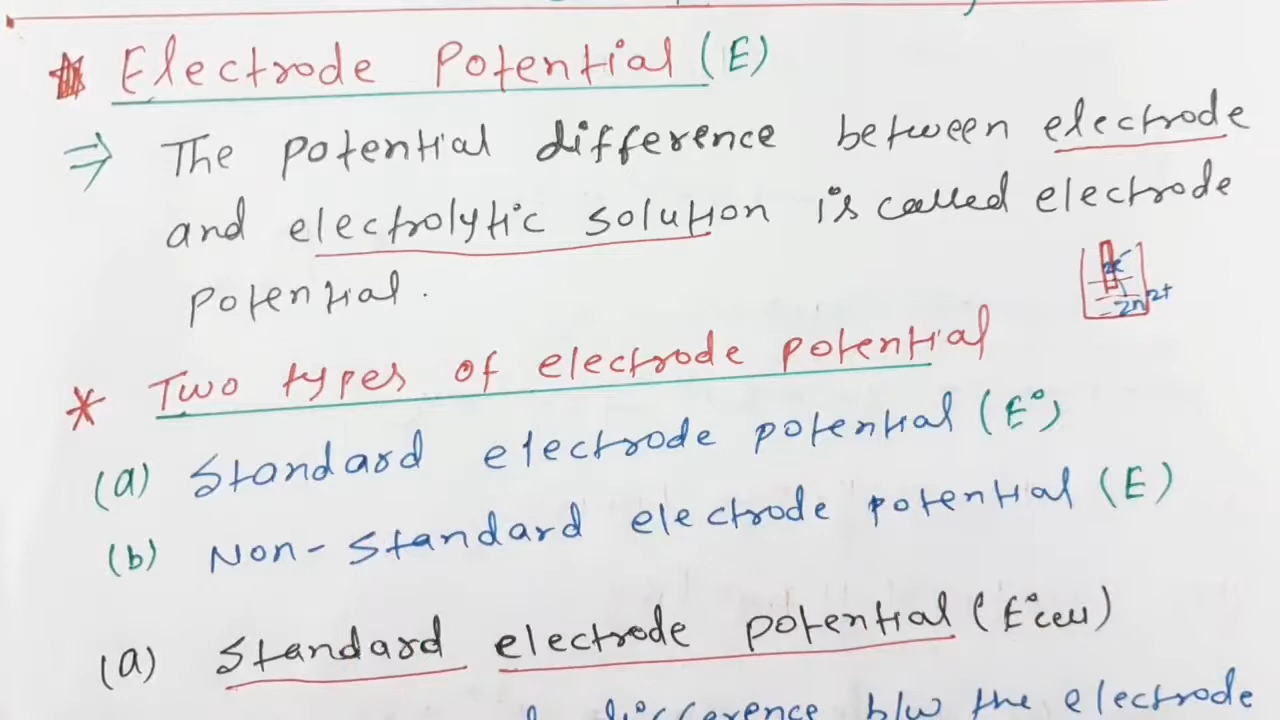 * Electrode Potential (E)
⇒ The potential difference between electrode
and electrolytic solution is called electrode
potential.
Zn2+
* Two types of electrode potential
(a) Standard electrode potential (E°)
(b) Non-standard electrode potential (E)
(a) Standard electrode potential (E°cell)
difference b/w the electrode